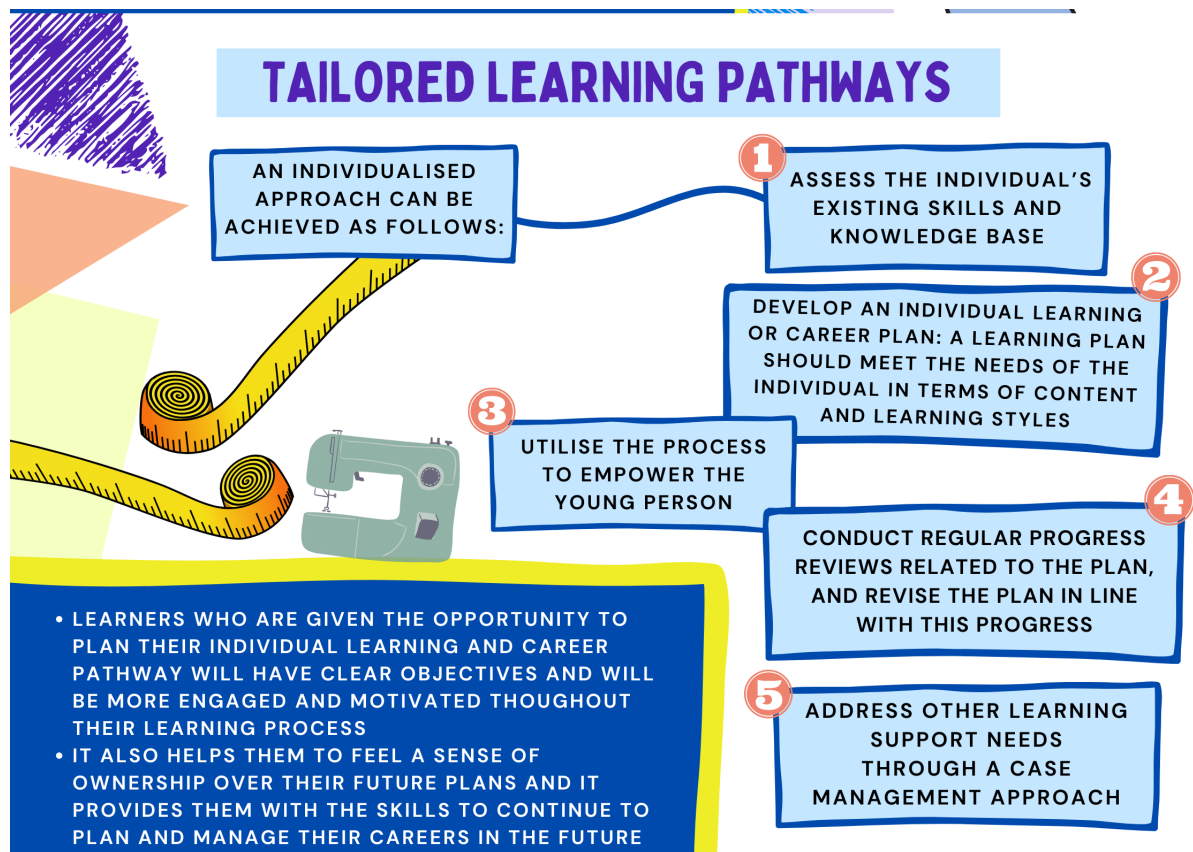 TAILORED LEARNING PATHWAYS
AN INDIVIDUALISED
APPROACH CAN BE
ACHIEVED AS FOLLOWS:
1
ASSESS THE INDIVIDUAL'S
EXISTING SKILLS AND
KNOWLEDGE BASE
2
DEVELOP AN INDIVIDUAL LEARNING
OR CAREER PLAN: A LEARNING PLAN
SHOULD MEET THE NEEDS OF THE
INDIVIDUAL IN TERMS OF CONTENT
AND LEARNING STYLES
3
UTILISE THE PROCESS
TO EMPOWER THE
YOUNG PERSON
4
CONDUCT REGULAR PROGRESS
REVIEWS RELATED TO THE PLAN,
AND REVISE THE PLAN IN LINE
WITH THIS PROGRESS
5
ADDRESS OTHER LEARNING
SUPPORT NEEDS
THROUGH A CASE
MANAGEMENT APPROACH
• LEARNERS WHO ARE GIVEN THE OPPORTUNITY TO
PLAN THEIR INDIVIDUAL LEARNING AND CAREER
PATHWAY WILL HAVE CLEAR OBJECTIVES AND WILL
BE MORE ENGAGED AND MOTIVATED THOUGHOUT
THEIR LEARNING PROCESS
• IT ALSO HELPS THEM TO FEEL A SENSE OF
OWNERSHIP OVER THEIR FUTURE PLANS AND IT
PROVIDES THEM WITH THE SKILLS TO CONTINUE TO
PLAN AND MANAGE THEIR CAREERS IN THE FUTURE